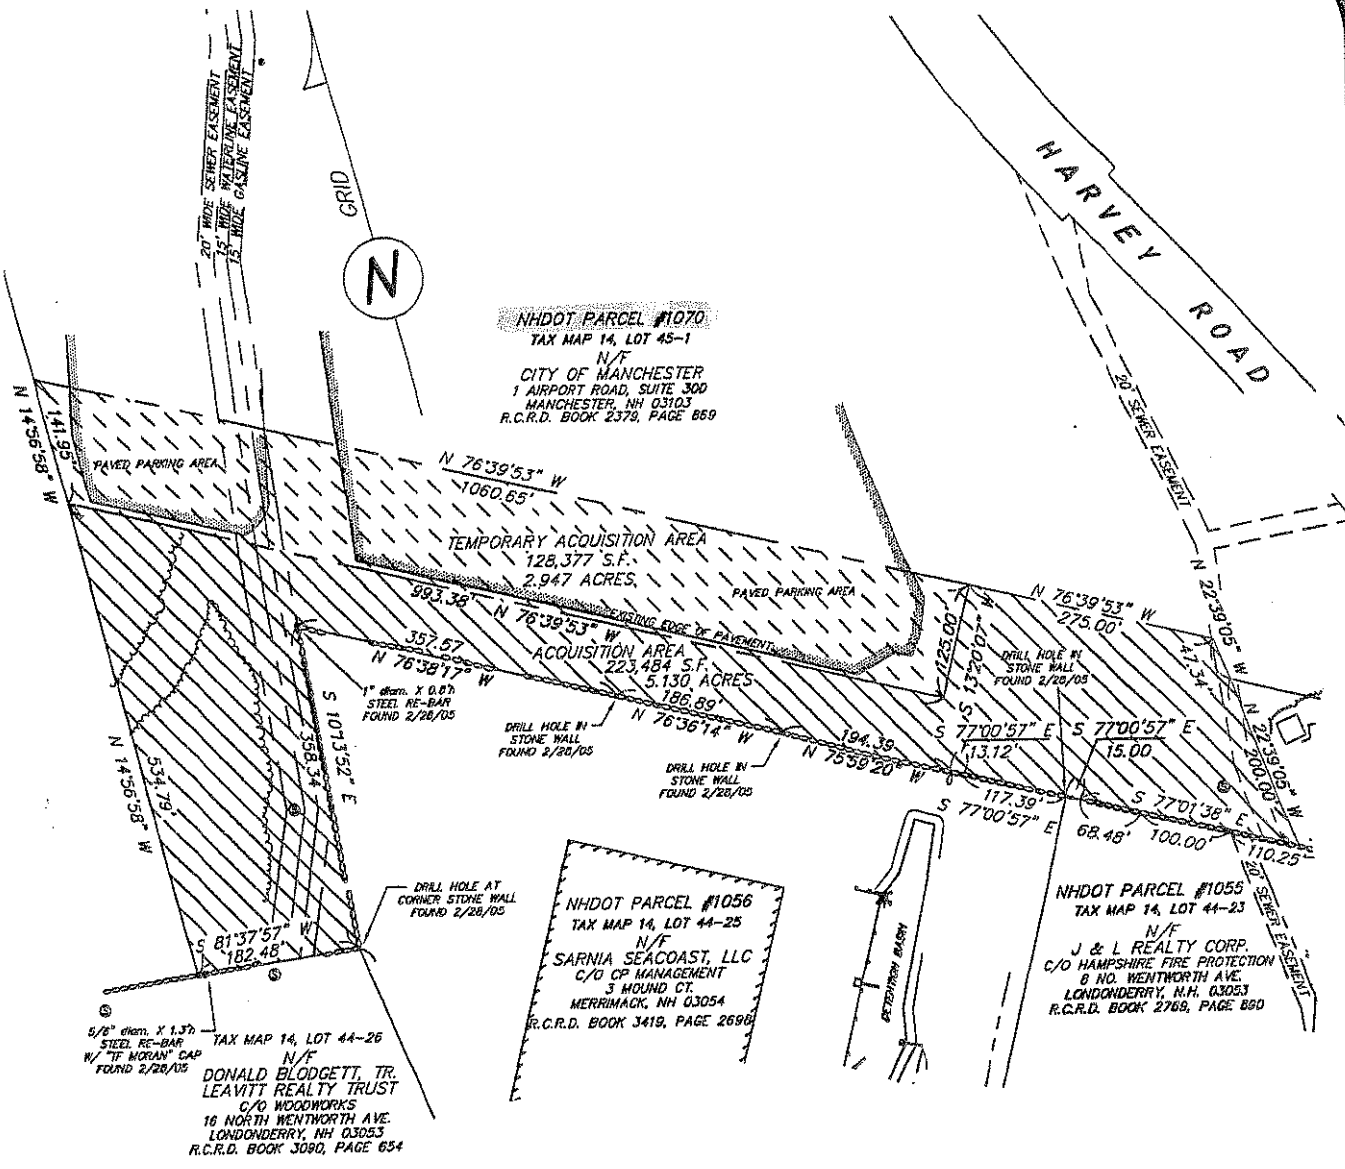 20' WIDE SEWER EASEMENT
15' WIDE WATERLINE EASEMENT
15' WIDE GASLINE EASEMENT
GRID
N
HARVEY ROAD
NHDOT PARCEL #1070
TAX MAP 14, LOT 45-1
N/F
CITY OF MANCHESTER
1 AIRPORT ROAD, SUITE 300
MANCHESTER, NH 03103
R.C.R.D. BOOK 2379, PAGE 869
20' SEWER EASEMENT
N 14°56'58" W
141.95'
PAVED PARKING AREA
N 76°39'53" W
1060.65'
TEMPORARY ACQUISITION AREA
128,377 S.F.
2.947 ACRES
PAVED PARKING AREA
993.38'
N 76°39'53" W
EXISTING EDGE OF PAVEMENT
125.00'
S 13°20'07" W
N 76°39'53" W
275.00'
N 22°39'05" W
47.34'
N 22°39'05" W
200.00'
DRILL HOLE IN
STONE WALL
FOUND 2/28/05
357.57
N 76°38'17" W
ACQUISITION AREA
223,484 S.F.
5.130 ACRES
186.89'
N 76°36'14" W
1" diam. X 0.8'h
STEEL RE-BAR
FOUND 2/28/05
DRILL HOLE IN
STONE WALL
FOUND 2/28/05
DRILL HOLE IN
STONE WALL
FOUND 2/28/05
194.39
N 75°59'20" W
S 77°00'57" E
13.12'
S 77°00'57" E
15.00
117.39'
S 77°00'57" E
68.48'
S 77°01'38" E
100.00'
110.25'
S 10°13'52" E
358.34
N 14°56'58" W
534.79'
S 81°37'57" W
182.48'
DRILL HOLE AT
CORNER STONE WALL
FOUND 2/28/05
NHDOT PARCEL #1056
TAX MAP 14, LOT 44-25
N/F
SARNIA SEACOAST, LLC
C/O CP MANAGEMENT
3 MOUND CT.
MERRIMACK, NH 03054
R.C.R.D. BOOK 3419, PAGE 2696
DETENTION BASIN
NHDOT PARCEL #1055
TAX MAP 14, LOT 44-23
N/F
J & L REALTY CORP.
C/O HAMPSHIRE FIRE PROTECTION
8 NO. WENTWORTH AVE.
LONDONDERRY, N.H. 03053
R.C.R.D. BOOK 2769, PAGE 890
20' SEWER EASEMENT
S
S
S
S
5/8" diam. X 1.3'h
STEEL RE-BAR
W/ "TF MORAN" CAP
FOUND 2/28/05
TAX MAP 14, LOT 44-26
N/F
DONALD BLODGETT, TR.
LEAVITT REALTY TRUST
C/O WOODWORKS
16 NORTH WENTWORTH AVE.
LONDONDERRY, NH 03053
R.C.R.D. BOOK 3090, PAGE 654